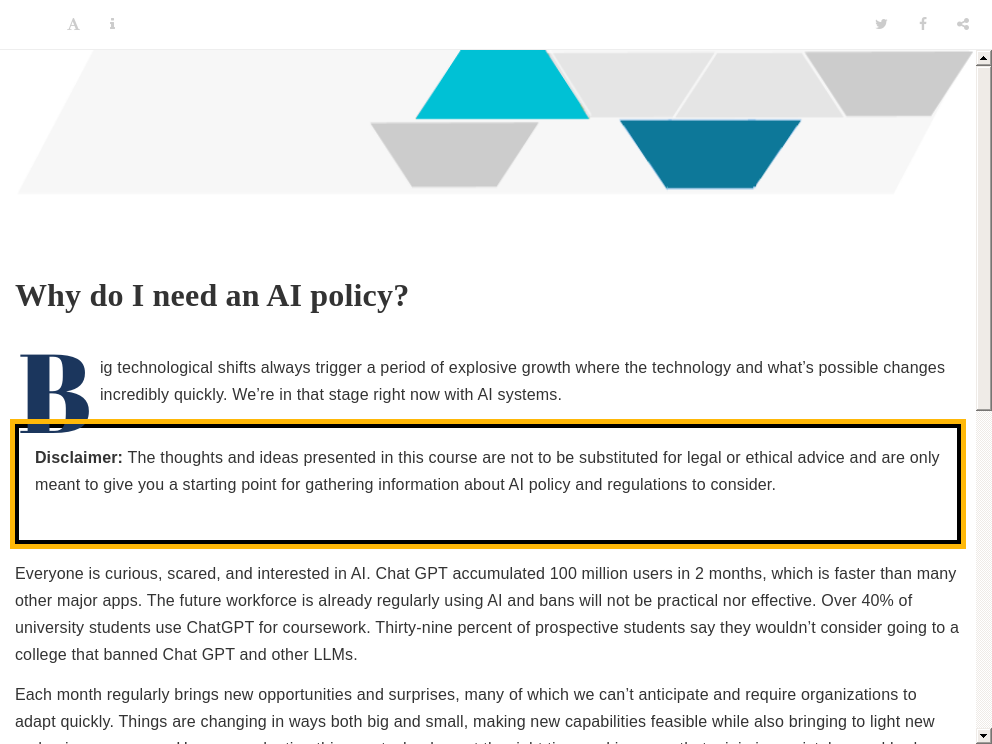 Why do I need an AI policy?
Big technological shifts always trigger a period of explosive growth where the technology and what’s possible changes
incredibly quickly. We’re in that stage right now with AI systems.
Disclaimer: The thoughts and ideas presented in this course are not to be substituted for legal or ethical advice and are only
meant to give you a starting point for gathering information about AI policy and regulations to consider.
Everyone is curious, scared, and interested in AI. Chat GPT accumulated 100 million users in 2 months, which is faster than many
other major apps. The future workforce is already regularly using AI and bans will not be practical nor effective. Over 40% of
university students use ChatGPT for coursework. Thirty-nine percent of prospective students say they wouldn’t consider going to a
college that banned Chat GPT and other LLMs.
Each month regularly brings new opportunities and surprises, many of which we can’t anticipate and require organizations to
adapt quickly. Things are changing in ways both big and small, making new capabilities feasible while also bringing to light new